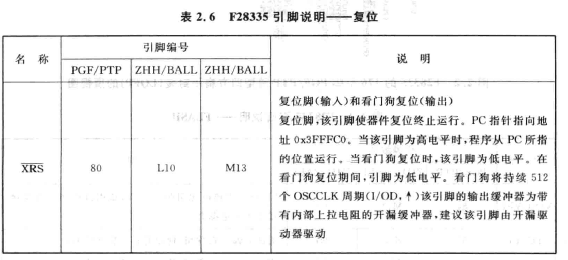 表 2.6 F28335 引脚说明——复位
名 称
引脚编号
说 明
PGF/PTP
ZHH/BALL
ZHH/BALL
XRS
80
L10
M13
复位脚(输入)和看门狗复位(输出)
复位脚,该引脚使器件复位终止运行。PC 指针指向地
址 0x3FFFC0。当该引脚为高电平时,程序从 PC 所指
的位置运行。当看门狗复位时,该引脚为低电平。在
看门狗复位期间,引脚为低电平。看门狗将持续 512
个 OSCCLK 周期(I/OD,↑)该引脚的输出缓冲器为带
有内部上拉电阻的开漏缓冲器,建议该引脚由开漏驱
动器驱动